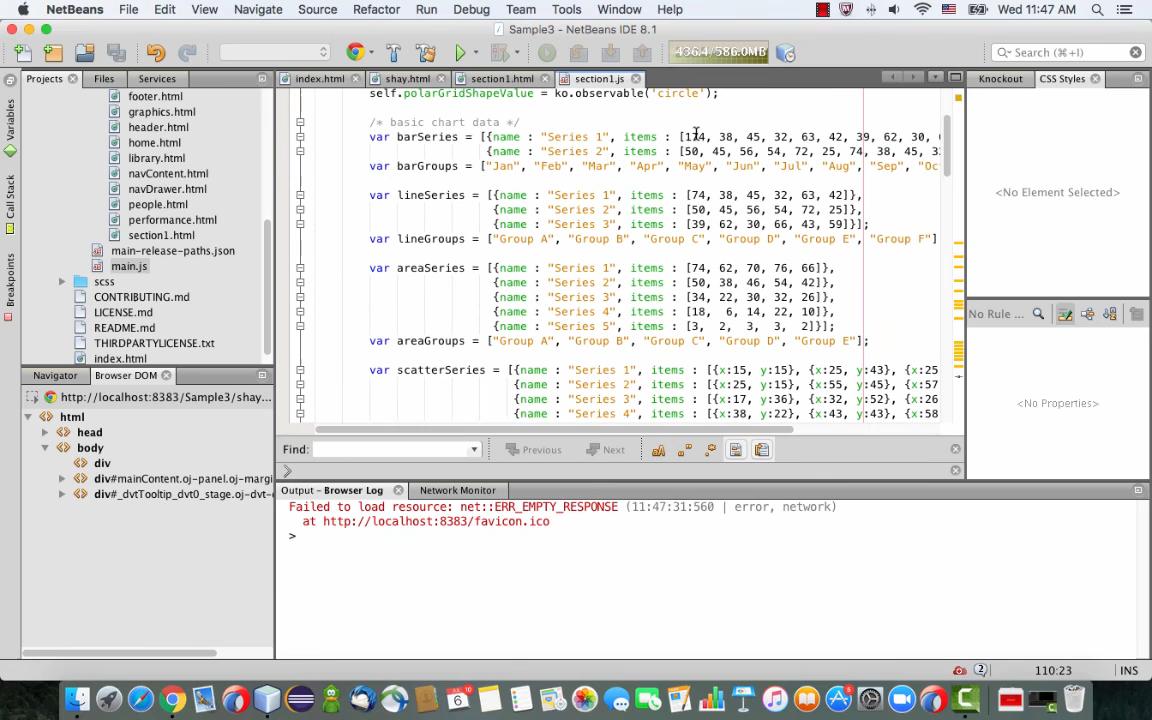 NetBeans File Edit View Navigate Source Refactor Run Debug Team Tools Window Help Wed 11:47 AM
Sample3 - NetBeans IDE 8.1
436.4/586.0MB Search (⌘+I)
Projects Files Services index.html shay.html section1.html section1.js Knockout CSS Styles
footer.html
graphics.html
header.html
home.html
library.html
navContent.html
navDrawer.html
people.html
performance.html
section1.html
main-release-paths.json
main.js
scss
CONTRIBUTING.md
LICENSE.md
README.md
THIRDPARTYLICENSE.txt
index.html
Variables
Call Stack
Breakpoints
self.polarGridShapeValue = ko.observable('circle');
/* basic chart data */
var barSeries = [{name : "Series 1", items : [174, 38, 45, 32, 63, 42, 39, 62, 30,
{name : "Series 2", items : [50, 45, 56, 54, 72, 25, 74, 38, 45,
var barGroups = ["Jan", "Feb", "Mar", "Apr", "May", "Jun", "Jul", "Aug", "Sep", "Oc
var lineSeries = [{name : "Series 1", items : [74, 38, 45, 32, 63, 42]},
{name : "Series 2", items : [50, 45, 56, 54, 72, 25]},
{name : "Series 3", items : [39, 62, 30, 66, 43, 59]}];
var lineGroups = ["Group A", "Group B", "Group C", "Group D", "Group E", "Group F"]
var areaSeries = [{name : "Series 1", items : [74, 62, 70, 76, 66]},
{name : "Series 2", items : [50, 38, 46, 54, 42]},
{name : "Series 3", items : [34, 22, 30, 32, 26]},
{name : "Series 4", items : [18, 6, 14, 22, 10]},
{name : "Series 5", items : [3, 2, 3, 3, 2]}];
var areaGroups = ["Group A", "Group B", "Group C", "Group D", "Group E"];
var scatterSeries = [{name : "Series 1", items : [{x:15, y:15}, {x:25, y:43}, {x:25
{name : "Series 2", items : [{x:25, y:15}, {x:55, y:45}, {x:57
{name : "Series 3", items : [{x:17, y:36}, {x:32, y:52}, {x:26
{name : "Series 4", items : [{x:38, y:22}, {x:43, y:43}, {x:58
<No Element Selected>
No Rule ...
<No Properties>
Find: Previous Next
Navigator Browser DOM
http://localhost:8383/Sample3/shay...
html
head
body
div
div#mainContent.oj-panel.oj-margi
div#_dvtTooltip_dvt0_stage.oj-dvt-
Output - Browser Log Network Monitor
Failed to load resource: net::ERR_EMPTY_RESPONSE (11:47:31:560 | error, network)
at http://localhost:8383/favicon.ico
>
2 110:23 INS